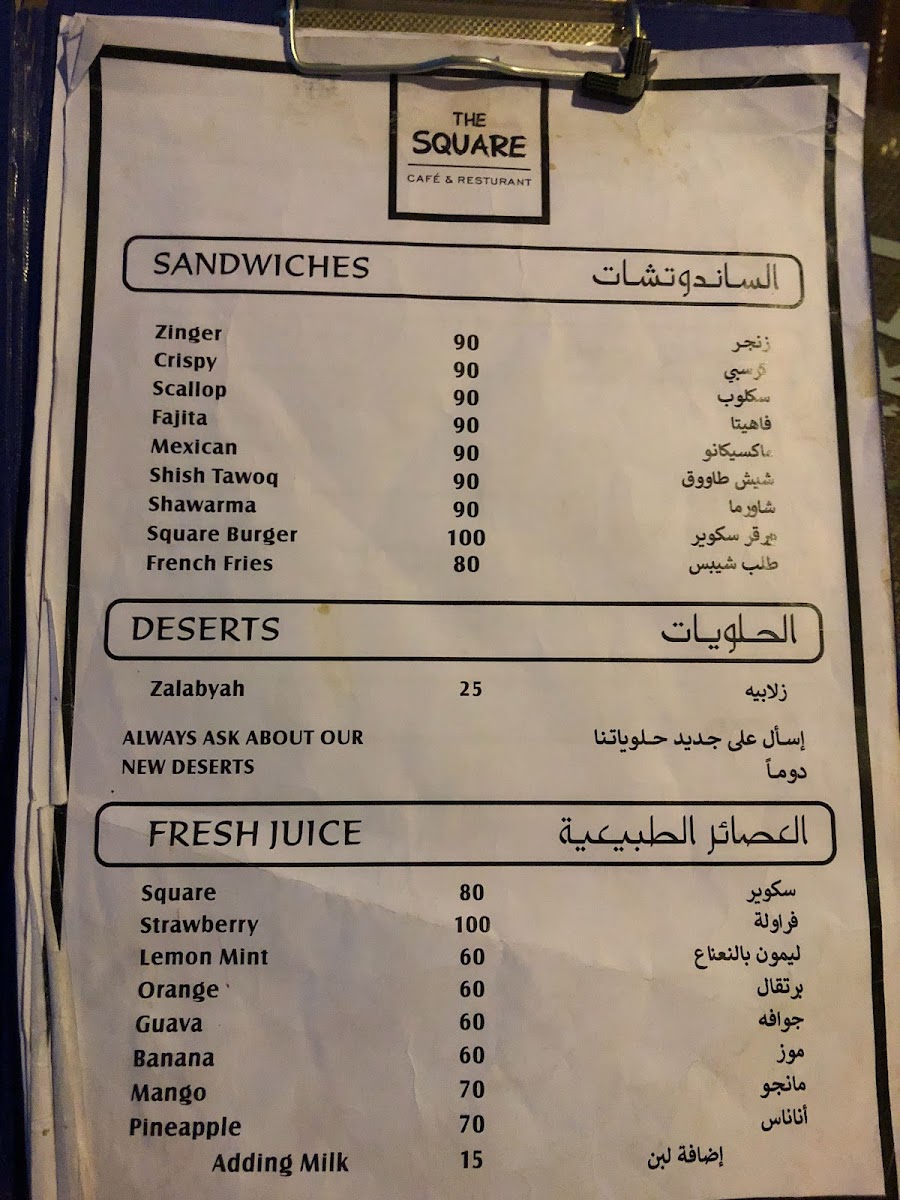 THE
SQUARE
CAFÉ & RESTURANT
SANDWICHES الساندوتشات
Zinger 90 زنجر
Crispy 90 كرسبي
Scallop 90 سكلوب
Fajita 90 فاهيتا
Mexican 90 ماكسيكانو
Shish Tawoq 90 شيش طاووق
Shawarma 90 شاورما
Square Burger 100 برقر سكوير
French Fries 80 طلب شيبس
DESERTS الحلويات
Zalabyah 25 زلابيه
ALWAYS ASK ABOUT OUR إسأل على جديد حلوياتنا
NEW DESERTS دوماً
FRESH JUICE العصائر الطبيعية
Square 80 سكوير
Strawberry 100 فراولة
Lemon Mint 60 ليمون بالنعناع
Orange 60 برتقال
Guava 60 جوافه
Banana 60 موز
Mango 70 مانجو
Pineapple 70 أناناس
Adding Milk 15 إضافة لبن